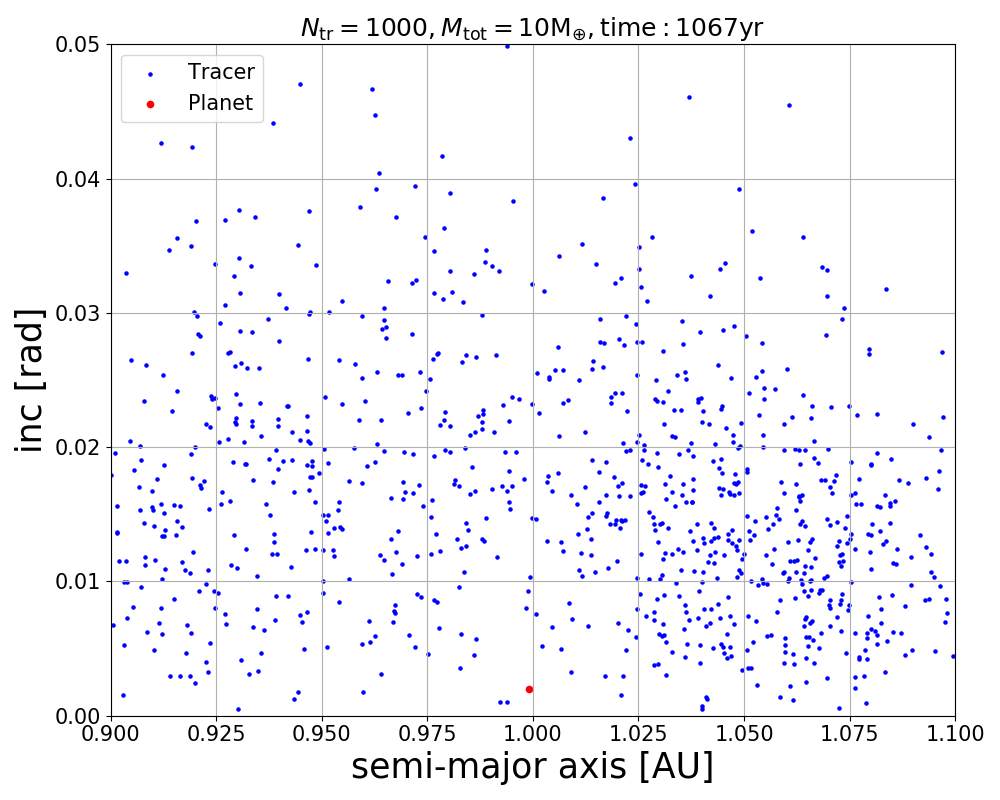 N_tr = 1000, M_tot = 10M_⊕, time : 1067yr
Tracer
Planet
0.05
0.04
0.03
0.02
0.01
0.00
inc [rad]
0.900 0.925 0.950 0.975 1.000 1.025 1.050 1.075 1.100
semi-major axis [AU]